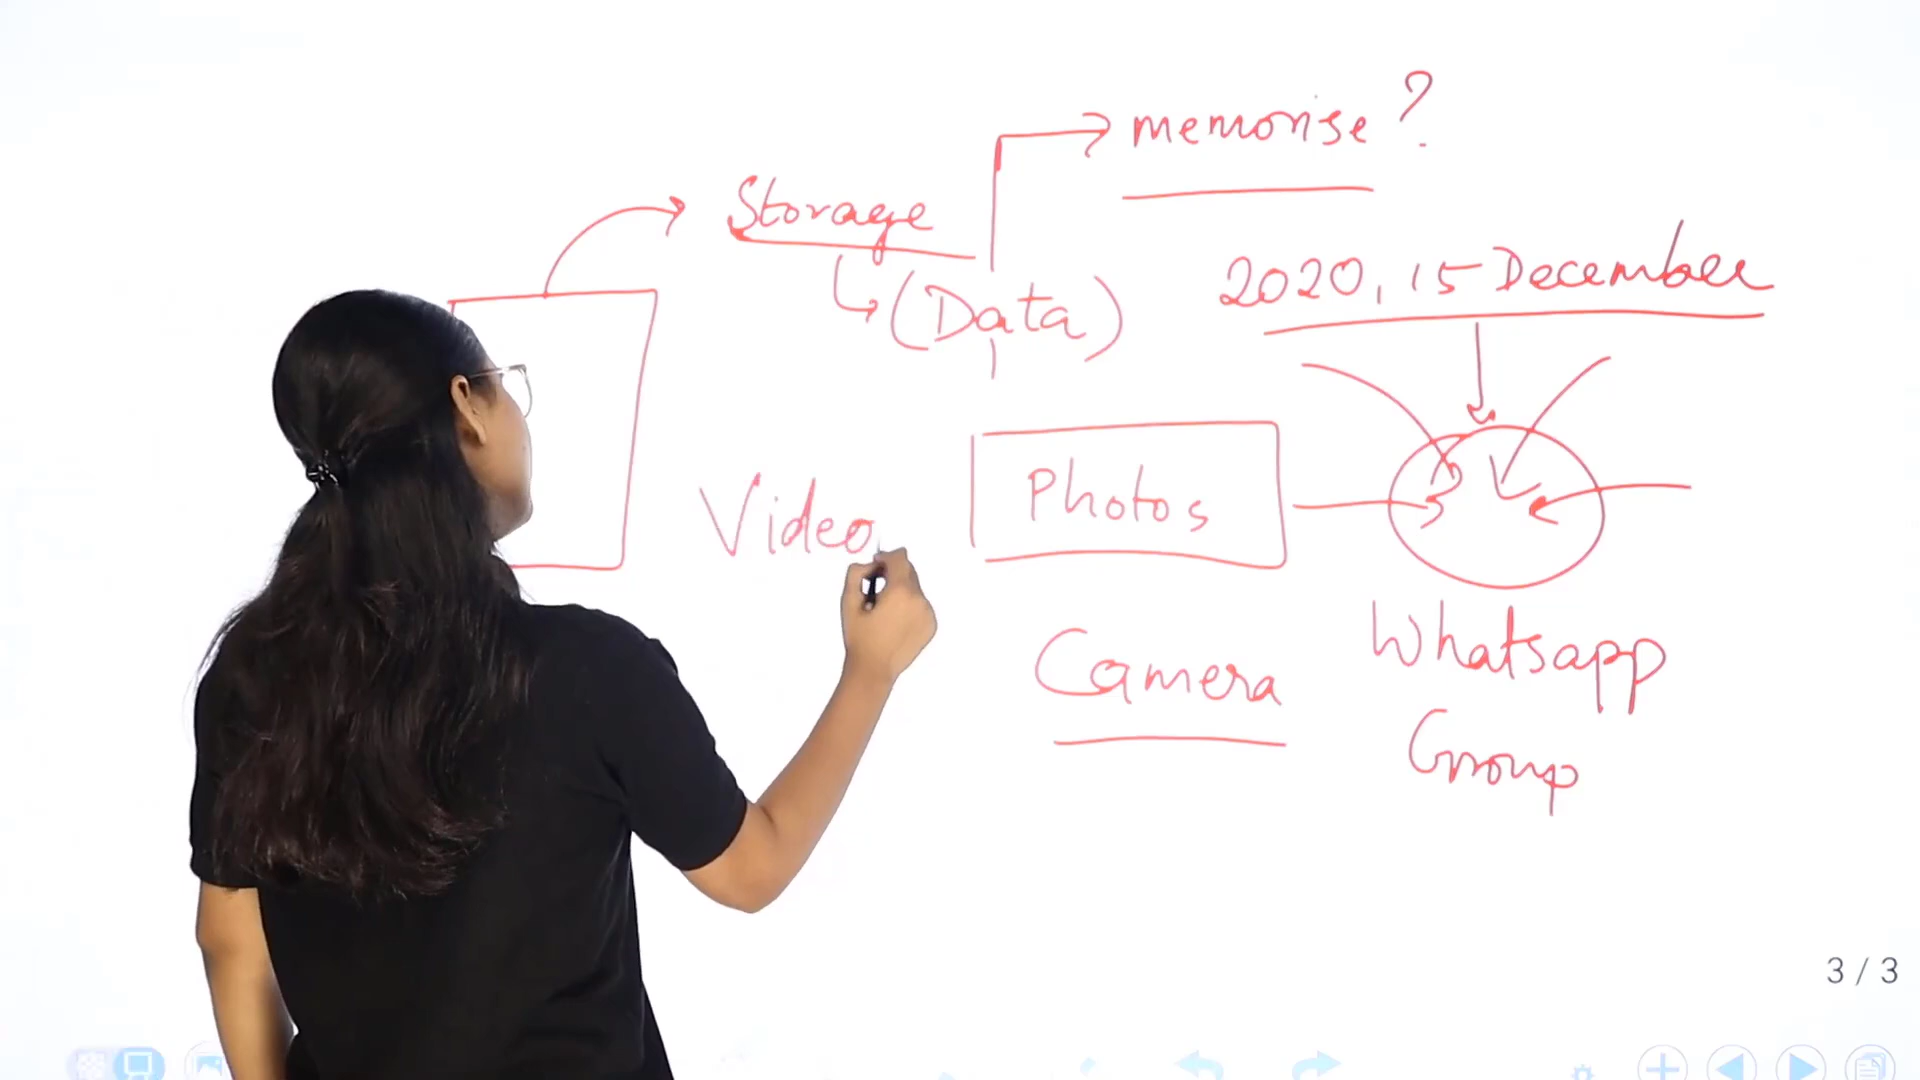 memorise ?
Storage
(Data)
2020, 15 December
Photos
Video
Camera
Whatsapp
Group
3 / 3